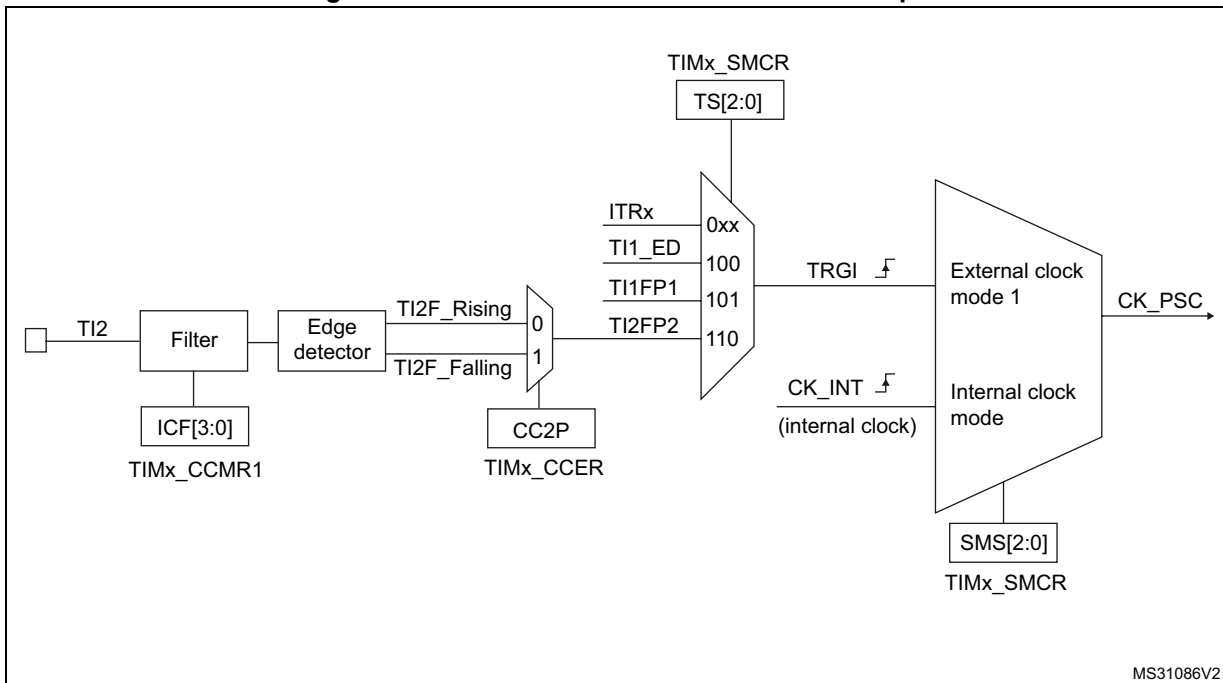 TIMx_SMCR
TS[2:0]
ITRx
0xx
TI1_ED
100
TI1FP1
101
TI2FP2
110
TRGI
External clock
mode 1
CK_PSC
TI2
Filter
Edge
detector
TI2F_Rising
0
TI2F_Falling
1
CK_INT
(internal clock)
Internal clock
mode
ICF[3:0]
TIMx_CCMR1
CC2P
TIMx_CCER
SMS[2:0]
TIMx_SMCR
MS31086V2